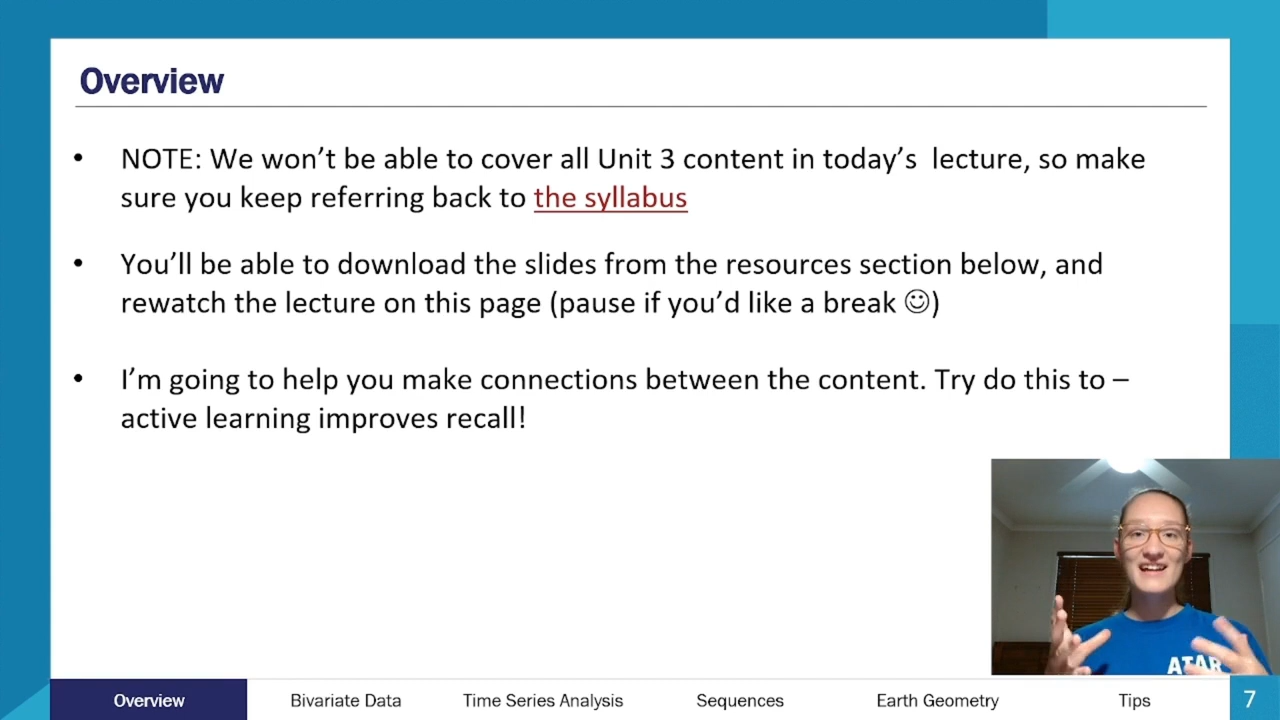 Overview
• NOTE: We won't be able to cover all Unit 3 content in today's lecture, so make
sure you keep referring back to the syllabus
• You'll be able to download the slides from the resources section below, and
rewatch the lecture on this page (pause if you'd like a break ☺)
• I'm going to help you make connections between the content. Try do this to –
active learning improves recall!
ATAR
Overview Bivariate Data Time Series Analysis Sequences Earth Geometry Tips 7